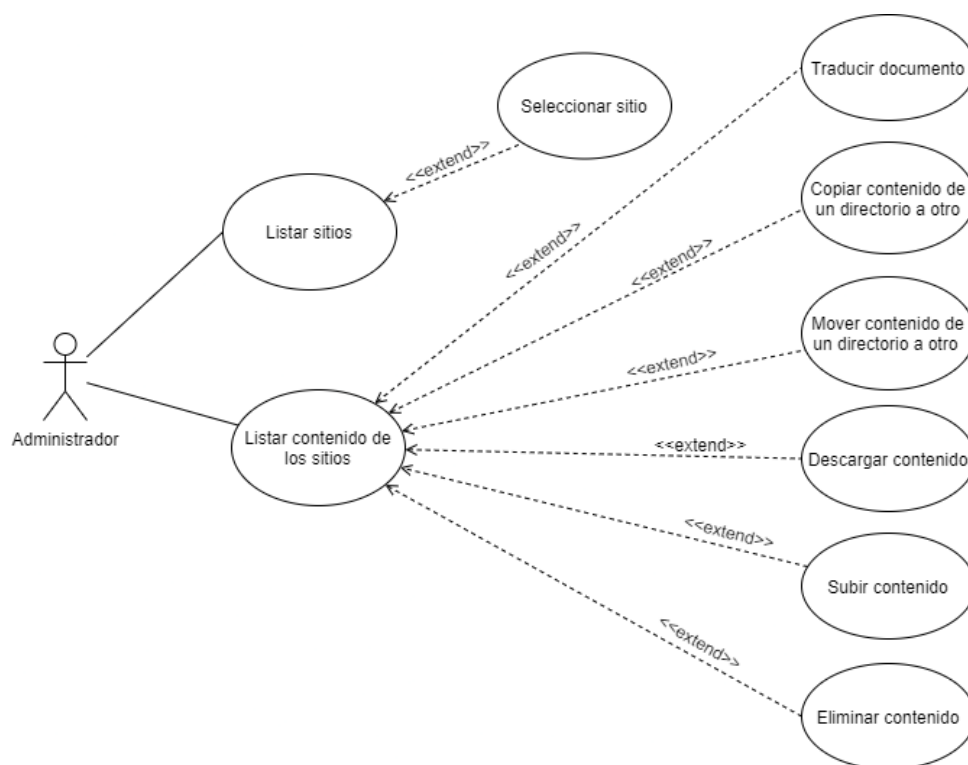 Traducir documento
Seleccionar sitio
<<extend>>
Copiar contenido de
un directorio a otro
Listar sitios
<<extend>>
<<extend>>
Mover contenido de
un directorio a otro
<<extend>>
Administrador
Listar contenido de
los sitios
<<extend>>
Descargar contenido
<<extend>>
Subir contenido
<<extend>>
Eliminar contenido